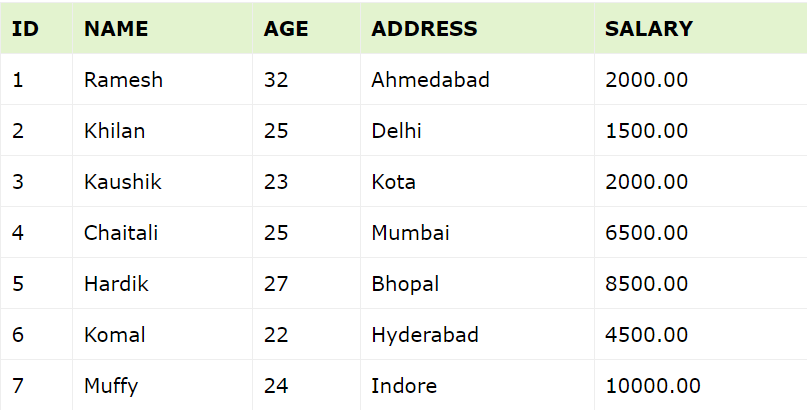 ID NAME AGE ADDRESS SALARY
1 Ramesh 32 Ahmedabad 2000.00
2 Khilan 25 Delhi 1500.00
3 Kaushik 23 Kota 2000.00
4 Chaitali 25 Mumbai 6500.00
5 Hardik 27 Bhopal 8500.00
6 Komal 22 Hyderabad 4500.00
7 Muffy 24 Indore 10000.00